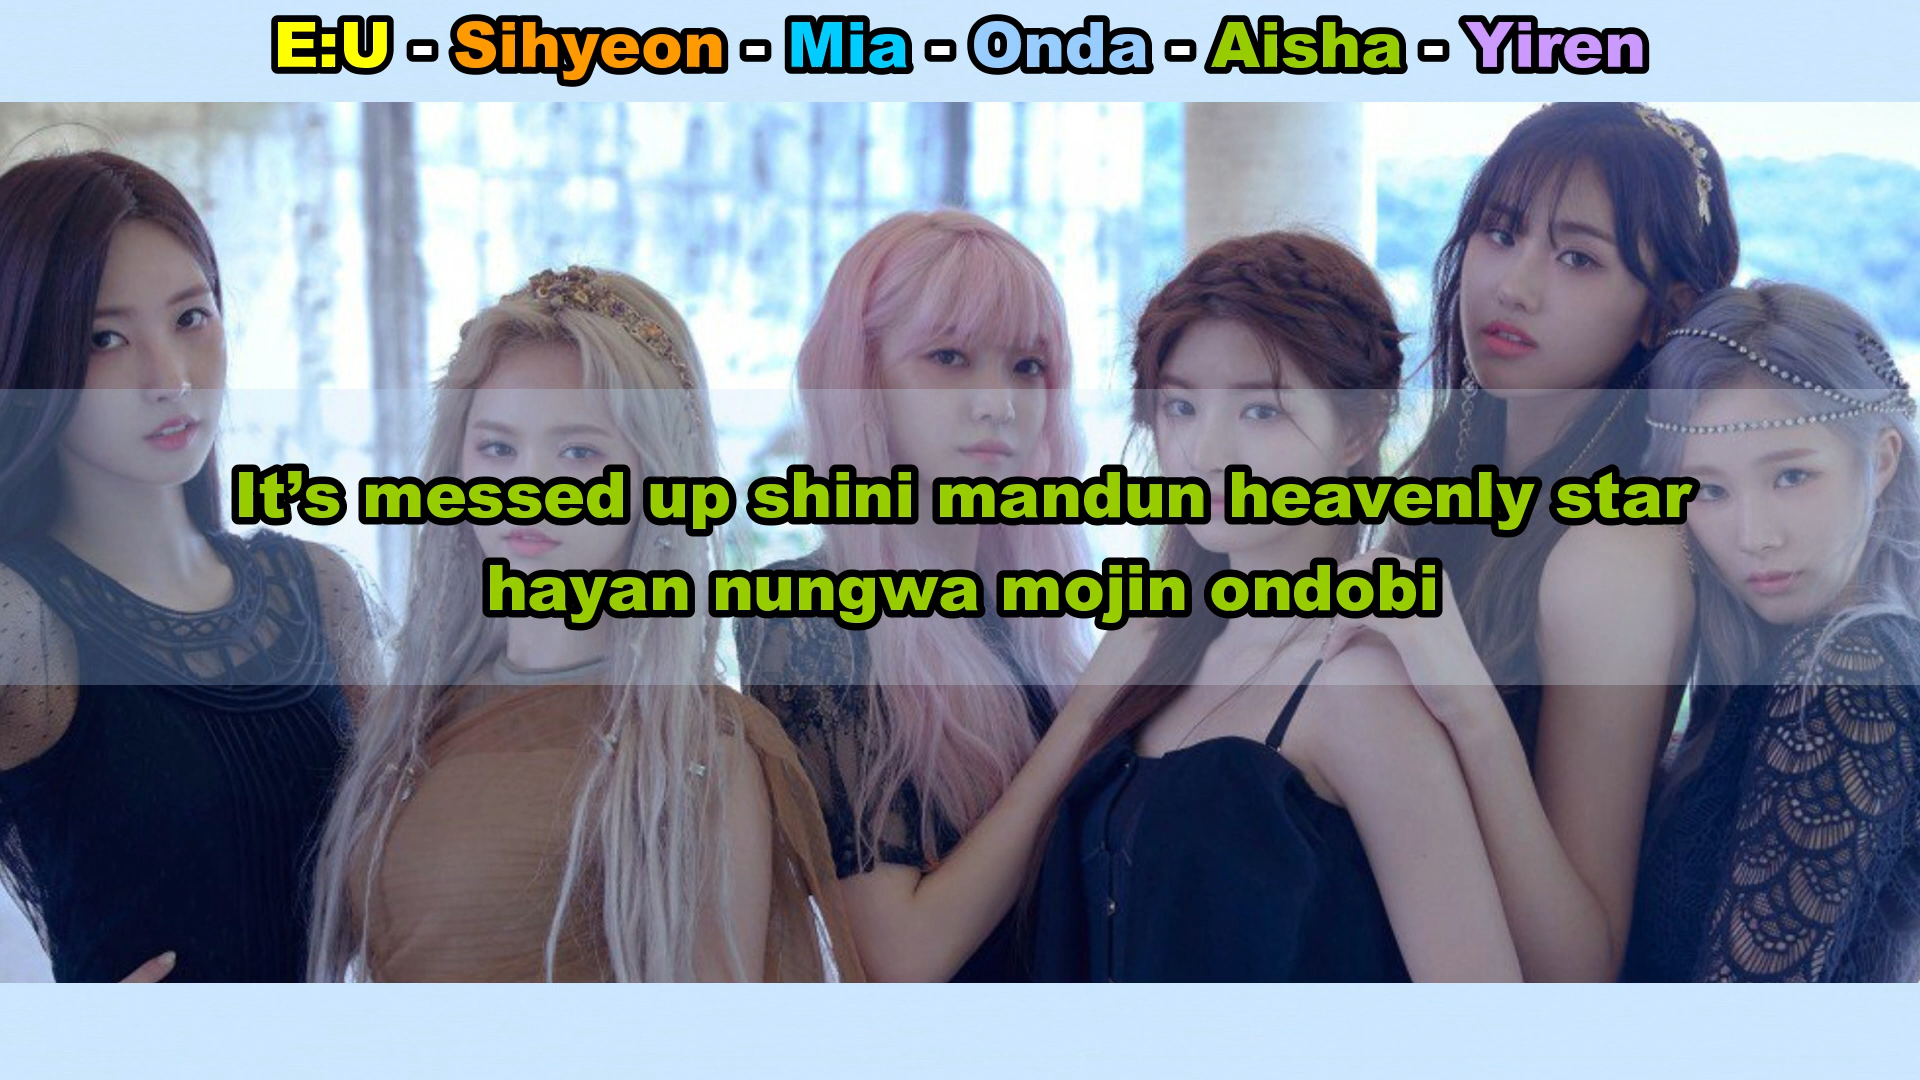 E:U - Sihyeon - Mia - Onda - Aisha - Yiren
It's messed up shini mandun heavenly star
hayan nungwa mojin ondobi